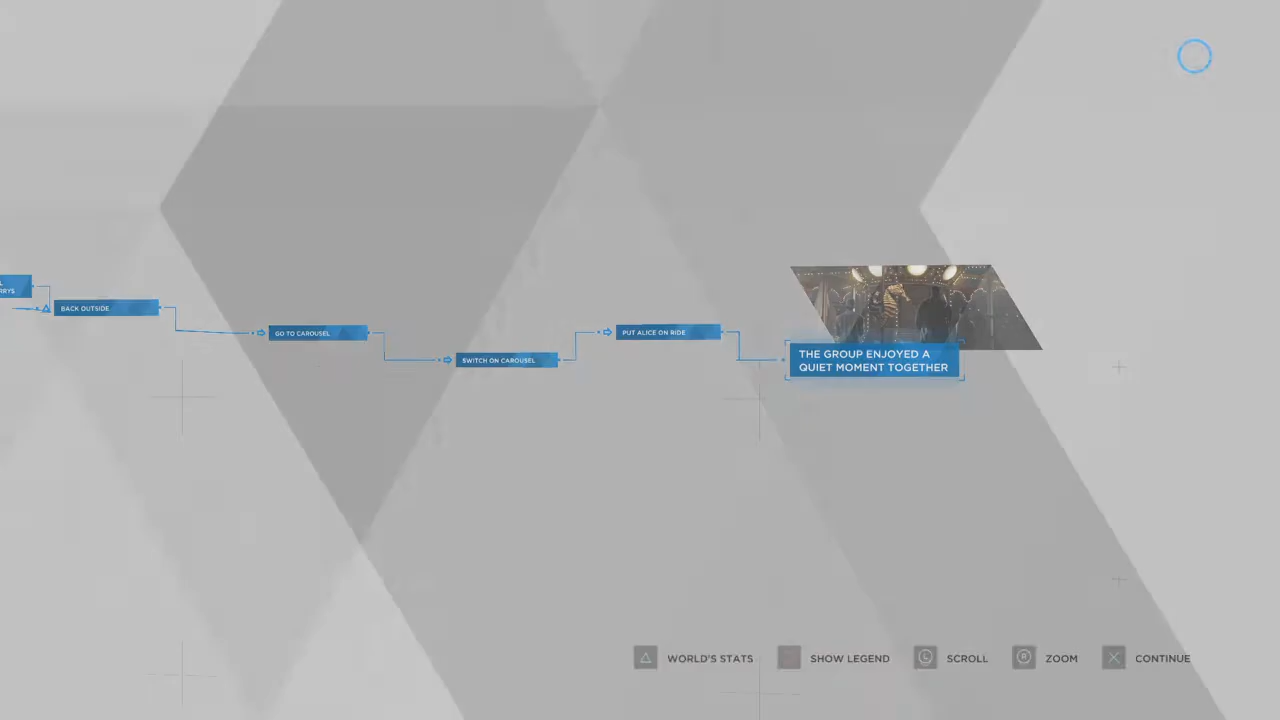 RRYS
BACK OUTSIDE
GO TO CAROUSEL
SWITCH ON CAROUSEL
PUT ALICE ON RIDE
THE GROUP ENJOYED A
QUIET MOMENT TOGETHER
WORLD'S STATS
SHOW LEGEND
L
SCROLL
R
ZOOM
CONTINUE